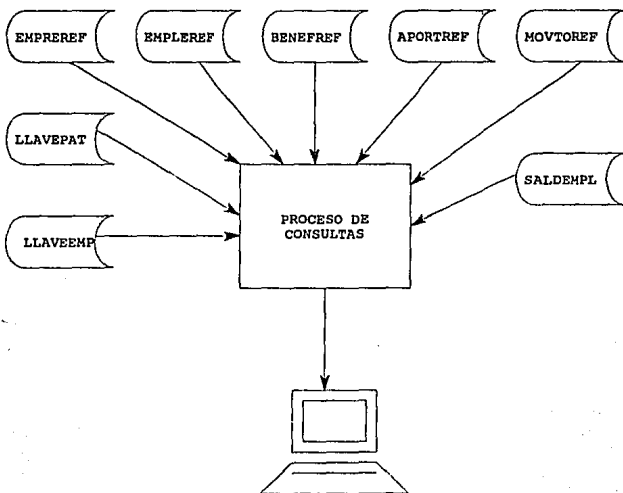 EMPREREF
EMPLEREF
BENEFREF
APORTREF
MOVTOREF
LLAVEPAT
SALDEMPL
LLAVEEMP
PROCESO DE
CONSULTAS